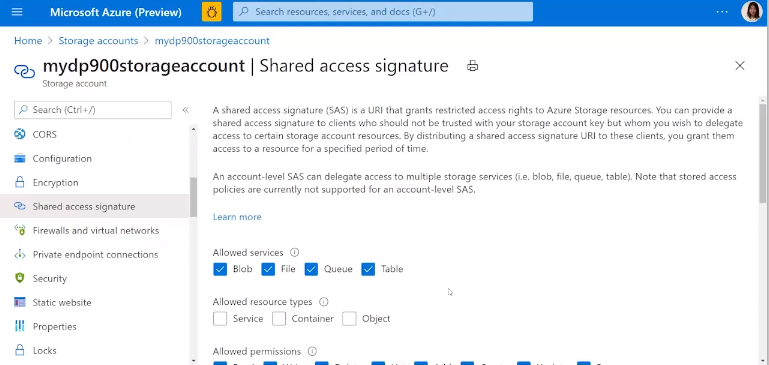 Microsoft Azure (Preview)
Search resources, services, and docs (G+/)
Home > Storage accounts > mydp900storageaccount
mydp900storageaccount | Shared access signature
Storage account
Search (Ctrl+/)
CORS
Configuration
Encryption
Shared access signature
Firewalls and virtual networks
Private endpoint connections
Security
Static website
Properties
Locks
A shared access signature (SAS) is a URI that grants restricted access rights to Azure Storage resources. You can provide a
shared access signature to clients who should not be trusted with your storage account key but whom you wish to delegate
access to certain storage account resources. By distributing a shared access signature URI to these clients, you grant them
access to a resource for a specified period of time.
An account-level SAS can delegate access to multiple storage services (i.e. blob, file, queue, table). Note that stored access
policies are currently not supported for an account-level SAS.
Learn more
Allowed services
Blob File Queue Table
Allowed resource types
Service Container Object
Allowed permissions